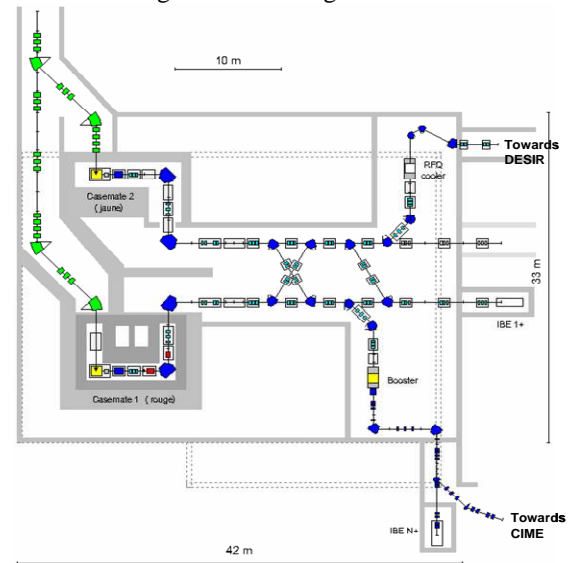 10 m
Towards
DESIR
RFQ
cooler
Casemate 2
( jaune)
33 m
IBE 1+
Booster
Casemate 1 ( rouge)
Towards
CIME
IBE N+
42 m